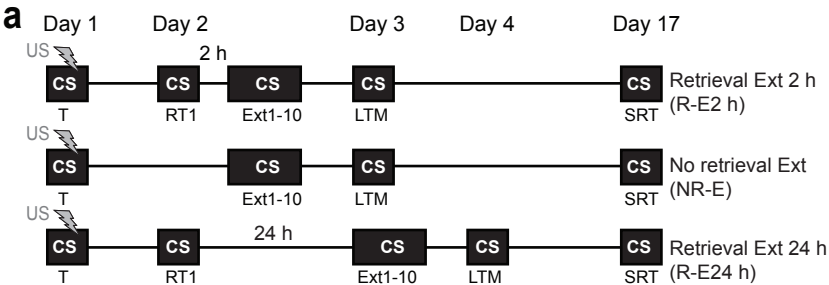 a
Day 1 Day 2 Day 3 Day 4 Day 17
US 2 h
CS CS CS CS CS Retrieval Ext 2 h
(R-E2 h)
T RT1 Ext1-10 LTM SRT
US
CS CS CS CS No retrieval Ext
(NR-E)
T Ext1-10 LTM SRT
US 24 h
CS CS CS CS CS Retrieval Ext 24 h
(R-E24 h)
T RT1 Ext1-10 LTM SRT